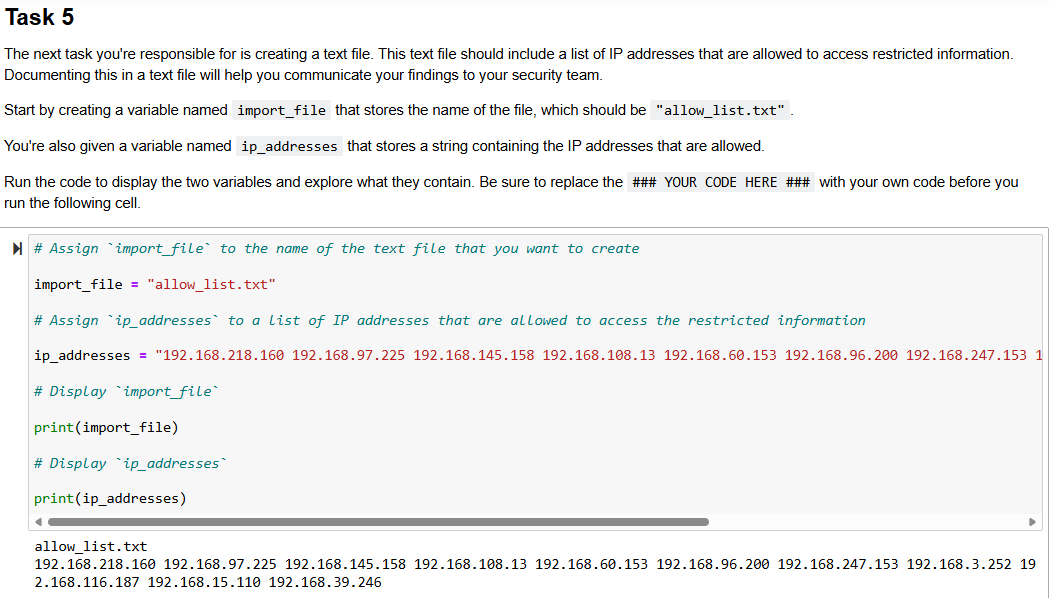 Task 5
The next task you're responsible for is creating a text file. This text file should include a list of IP addresses that are allowed to access restricted information.
Documenting this in a text file will help you communicate your findings to your security team.
Start by creating a variable named import_file that stores the name of the file, which should be "allow_list.txt" .
You're also given a variable named ip_addresses that stores a string containing the IP addresses that are allowed.
Run the code to display the two variables and explore what they contain. Be sure to replace the ### YOUR CODE HERE ### with your own code before you
run the following cell.
# Assign `import_file` to the name of the text file that you want to create
import_file = "allow_list.txt"
# Assign `ip_addresses` to a list of IP addresses that are allowed to access the restricted information
ip_addresses = "192.168.218.160 192.168.97.225 192.168.145.158 192.168.108.13 192.168.60.153 192.168.96.200 192.168.247.153 1
# Display `import_file`
print(import_file)
# Display `ip_addresses`
print(ip_addresses)
allow_list.txt
192.168.218.160 192.168.97.225 192.168.145.158 192.168.108.13 192.168.60.153 192.168.96.200 192.168.247.153 192.168.3.252 19
2.168.116.187 192.168.15.110 192.168.39.246